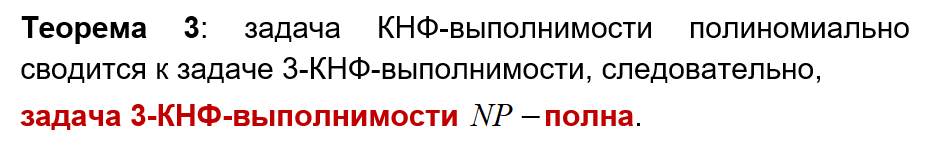 Теорема 3: задача КНФ-выполнимости полиномиально
сводится к задаче 3-КНФ-выполнимости, следовательно,
задача 3-КНФ-выполнимости NP – полна.